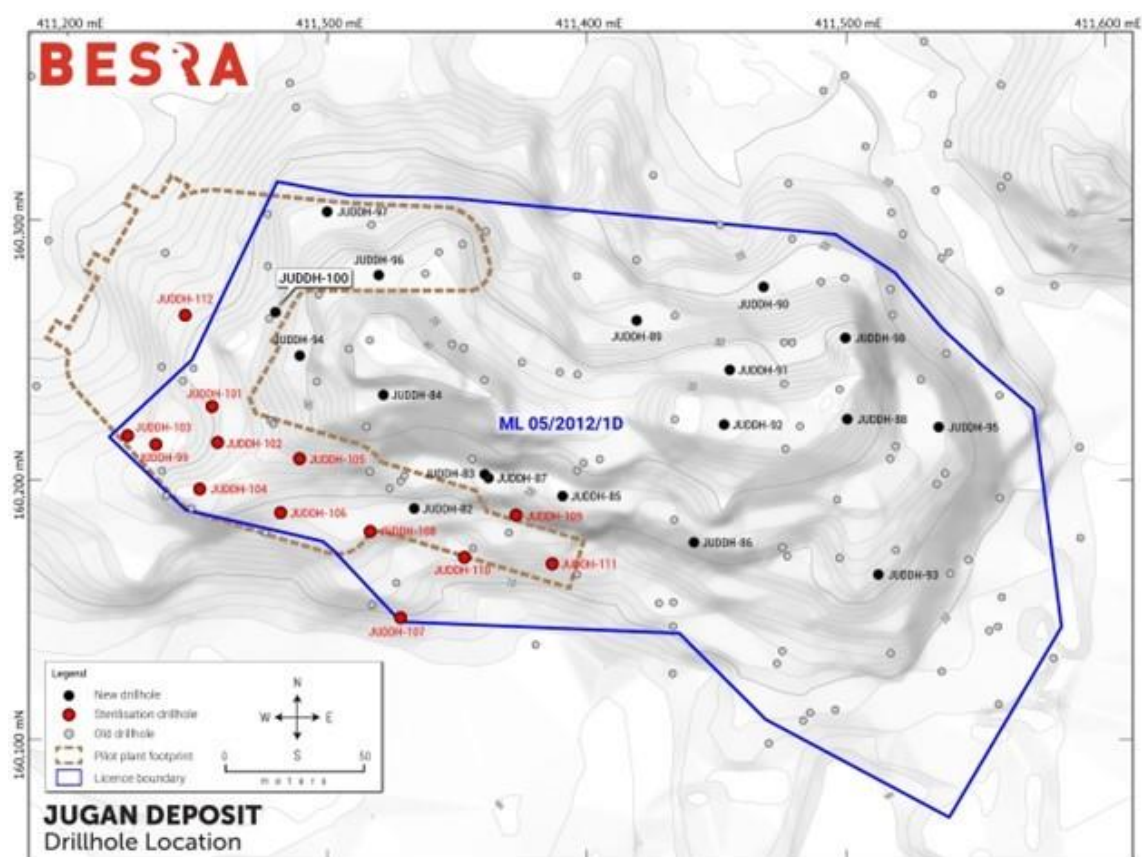 411,200 mE
411,500 mE
411,400 mE
411,500 mE
411,600 mE
BESRA
160,300 mN
JUDDH-97
JUDDH-96
JUDDH-100
JUDDH-112
JUDDH-90
JUDDH-89
JUDDH-98
JUDDH-94
JUDDH-91
JUDDH-84
JUDDH-101
ML 05/2012/1D
JUDDH-103
JUDDH-102
JUDDH-92
JUDDH-88
JUDDH-95
JUDDH-99
JUDDH-105
JUDDH-83
JUDDH-87
160,200 mN
JUDDH-104
JUDDH-85
JUDDH-106
JUDDH-82
JUDDH-109
JUDDH-108
JUDDH-86
JUDDH-110
JUDDH-111
JUDDH-93
JUDDH-107
Legend
New drillhole
Sterilisation drillhole
Old drillhole
Pilot plant footprint
Licence boundary
N
W
E
S
0
50
meters
160,100 mN
JUGAN DEPOSIT
Drillhole Location